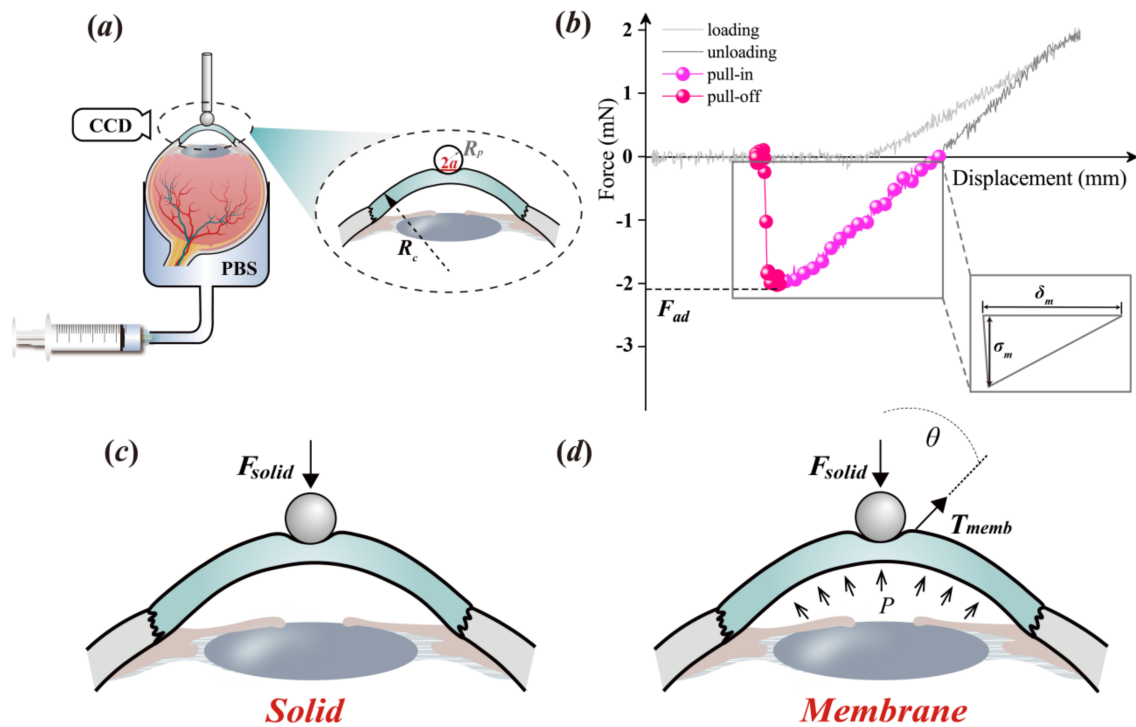 (a)
CCD
PBS
R_p
2a
R_c
(b)
loading
unloading
pull-in
pull-off
Force (mN)
2
1
0
-1
-2
-3
Displacement (mm)
F_ad
δ_m
σ_m
(c)
F_solid
Solid
(d)
F_solid
θ
T_memb
P
Membrane